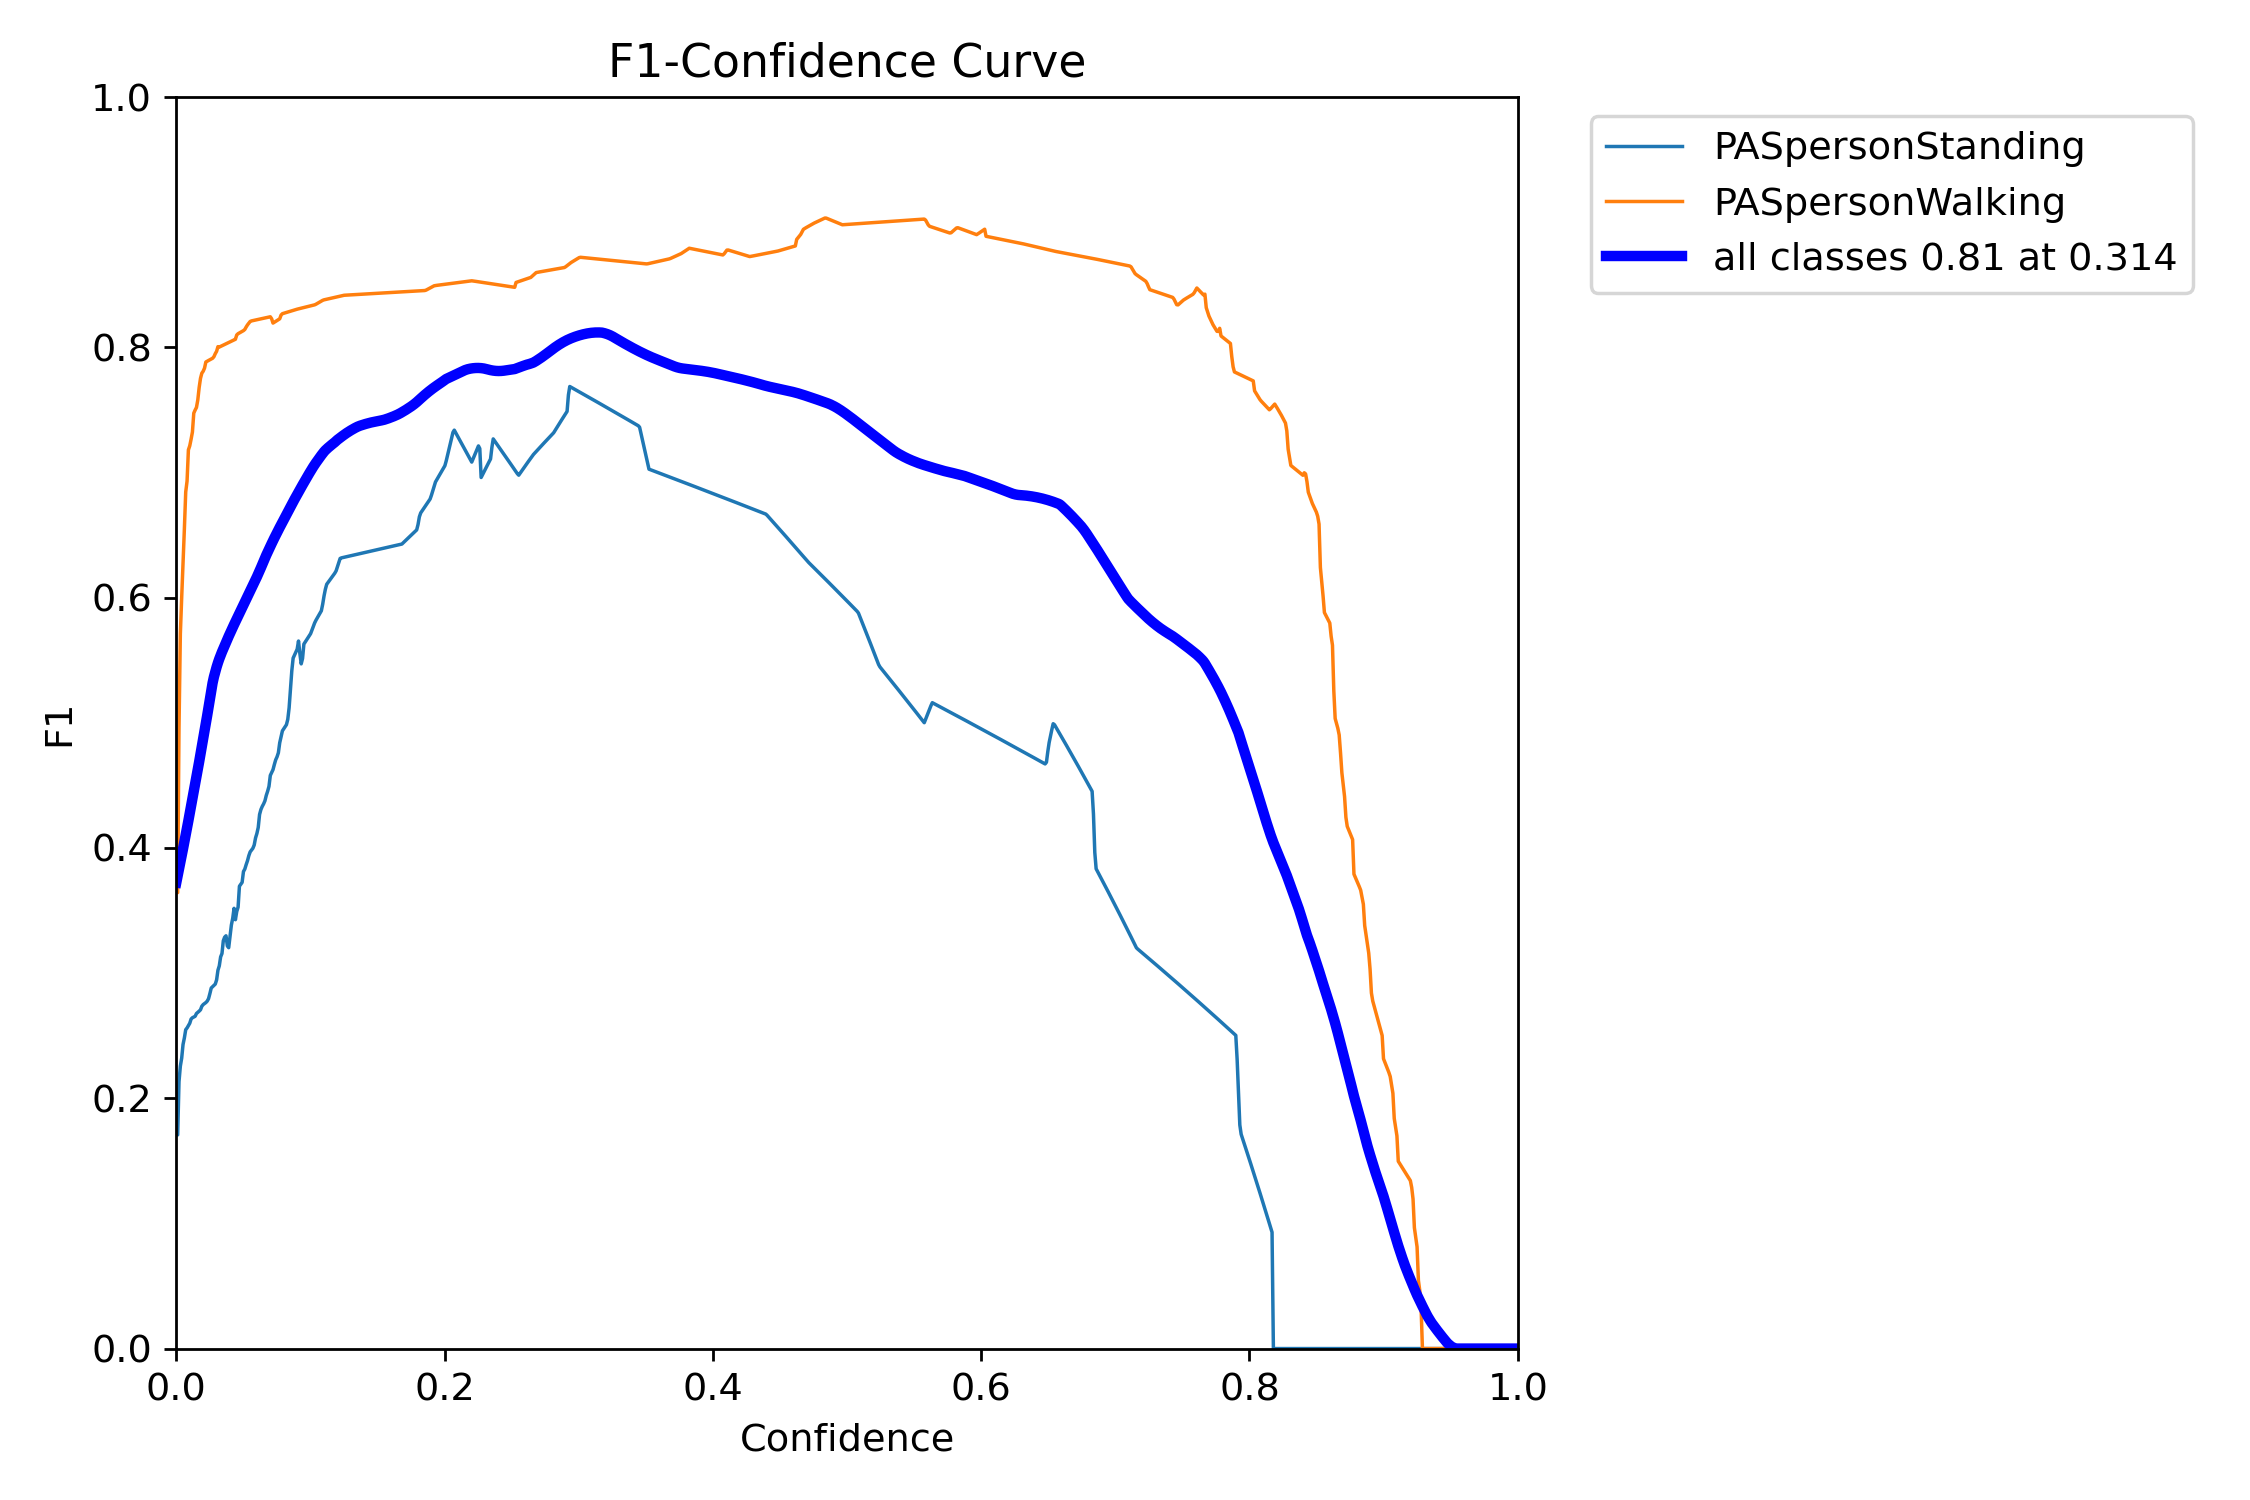 F1-Confidence Curve
1.0
0.8
0.6
0.4
0.2
0.0
F1
0.0 0.2 0.4 0.6 0.8 1.0
Confidence
PASpersonStanding
PASpersonWalking
all classes 0.81 at 0.314